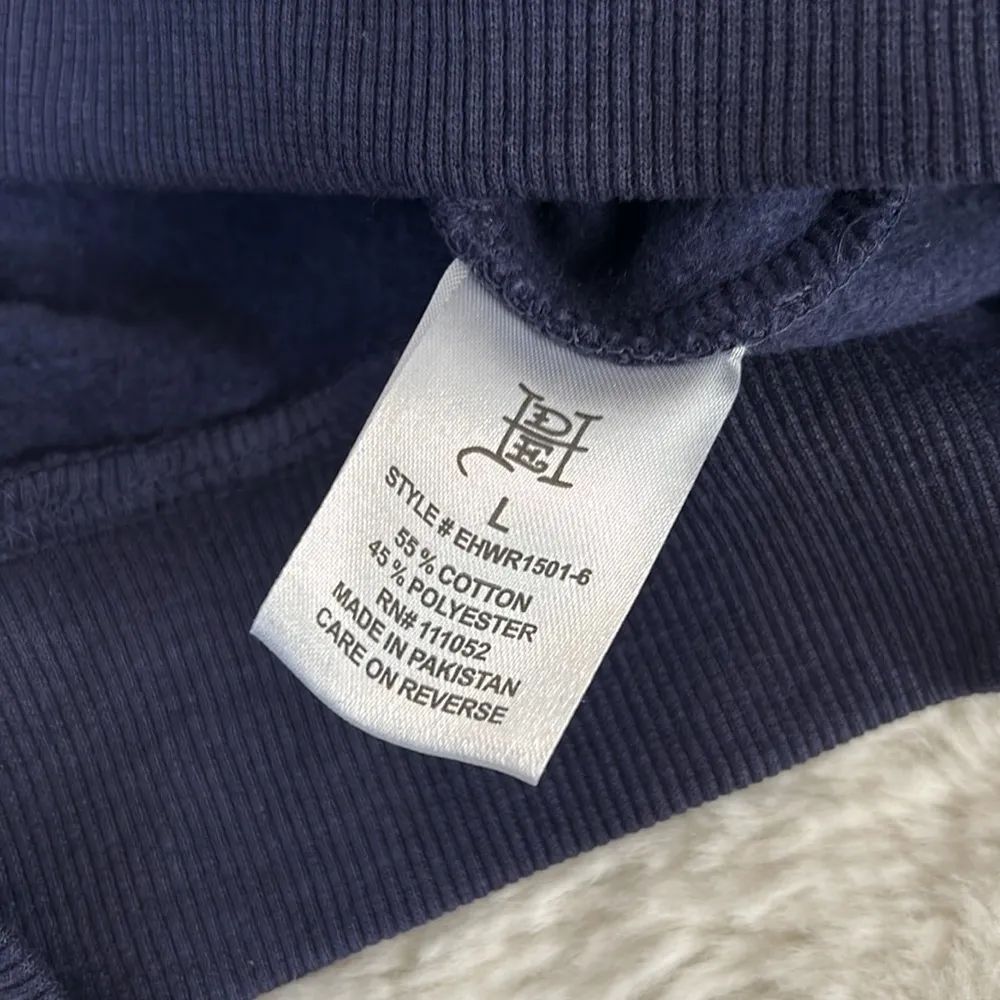 L
STYLE # EHWR1501-6
55 % COTTON
45 % POLYESTER
RN# 111052
MADE IN PAKISTAN
CARE ON REVERSE